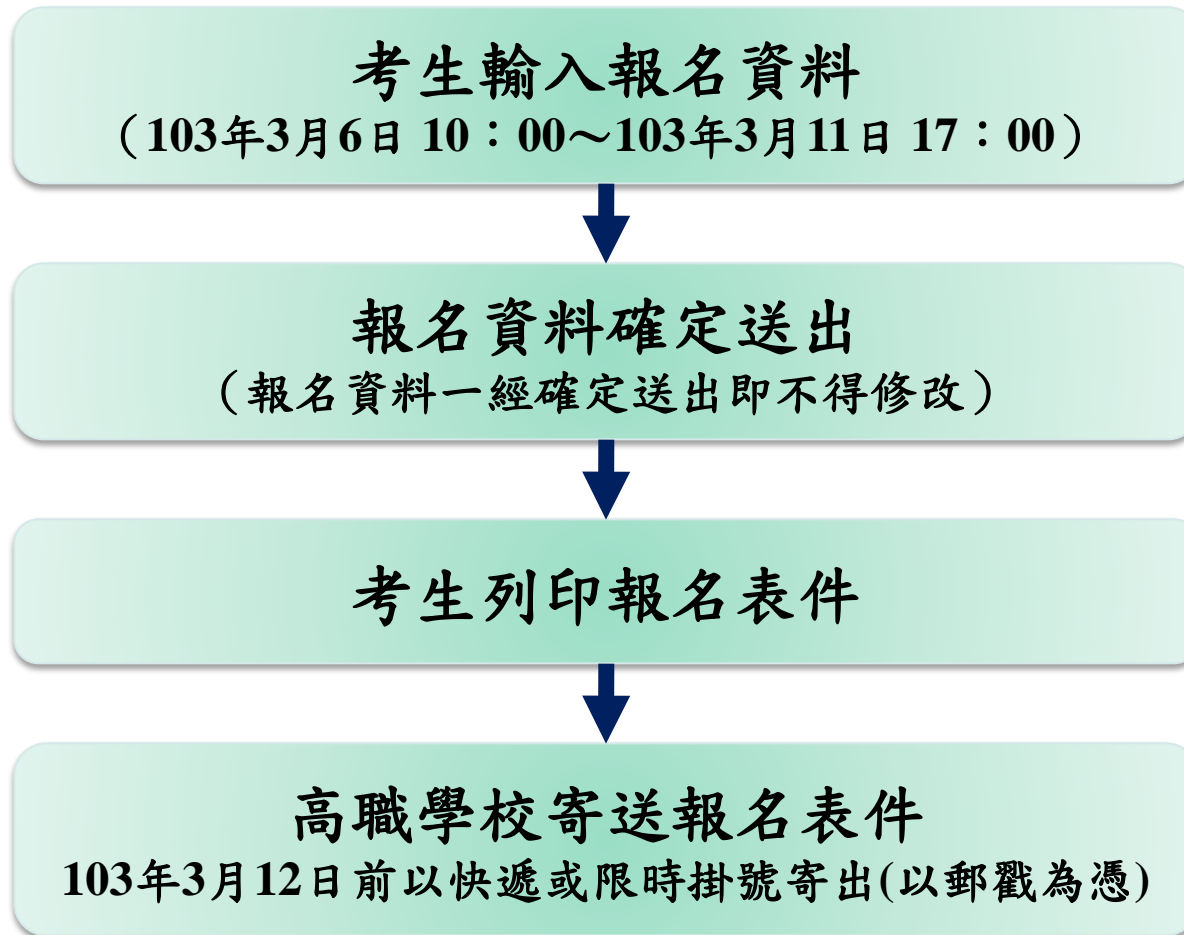 考生輸入報名資料
（103年3月6日 10：00～103年3月11日 17：00）
報名資料確定送出
（報名資料一經確定送出即不得修改）
考生列印報名表件
高職學校寄送報名表件
103年3月12日前以快遞或限時掛號寄出(以郵戳為憑)